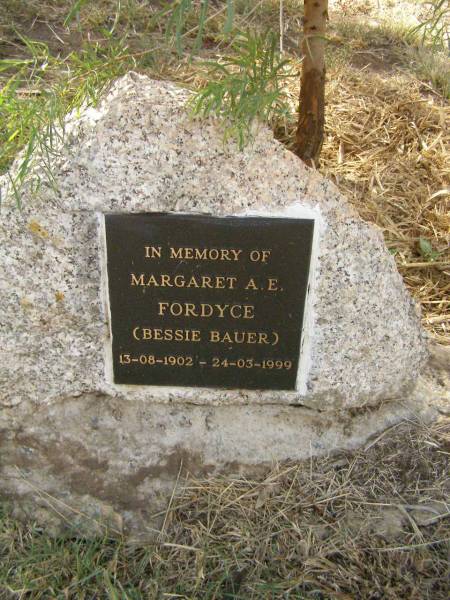 IN MEMORY OF
MARGARET A.E.
FORDYCE
(BESSIE BAUER)
13-08-1902 - 24-03-1999